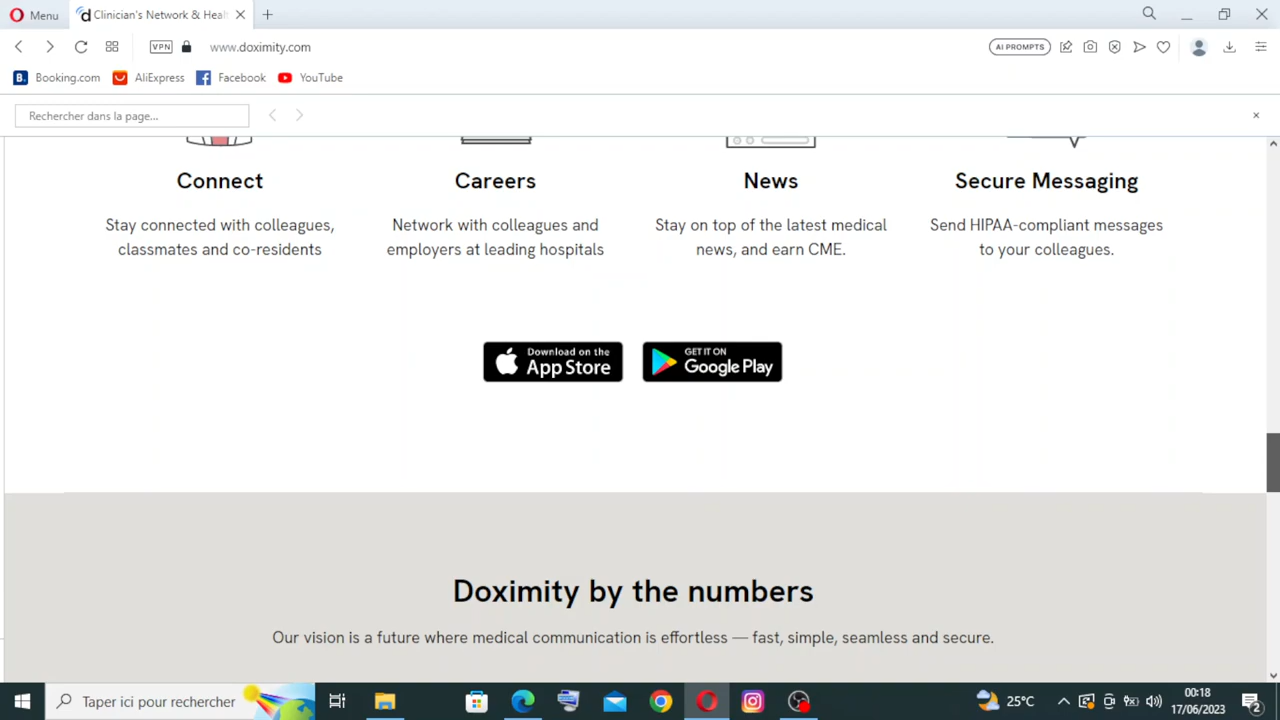 Menu
Clinician's Network & Heal
VPN
www.doximity.com
AI PROMPTS
B. Booking.com
AliExpress
Facebook
YouTube
Rechercher dans la page...
Connect
Careers
News
Secure Messaging
Stay connected with colleagues,
classmates and co-residents
Network with colleagues and
employers at leading hospitals
Stay on top of the latest medical
news, and earn CME.
Send HIPAA-compliant messages
to your colleagues.
Download on the
App Store
GET IT ON
Google Play
Doximity by the numbers
Our vision is a future where medical communication is effortless — fast, simple, seamless and secure.
Taper ici pour rechercher
25°C
00:18
17/06/2023
2